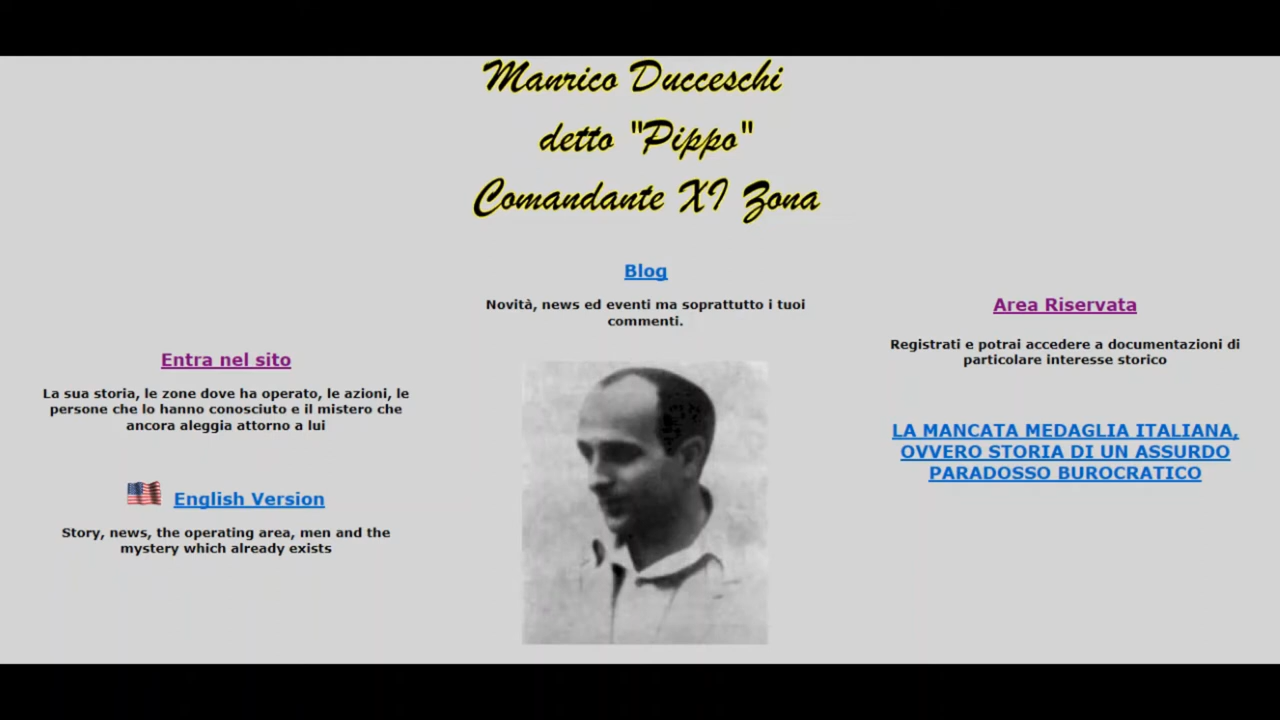 Manrico Ducceschi
detto "Pippo"
Comandante XI Zona
Blog
Novità, news ed eventi ma soprattutto i tuoi
commenti.
Entra nel sito
La sua storia, le zone dove ha operato, le azioni, le
persone che lo hanno conosciuto e il mistero che
ancora aleggia attorno a lui
English Version
Story, news, the operating area, men and the
mystery which already exists
Area Riservata
Registrati e potrai accedere a documentazioni di
particolare interesse storico
LA MANCATA MEDAGLIA ITALIANA,
OVVERO STORIA DI UN ASSURDO
PARADOSSO BUROCRATICO